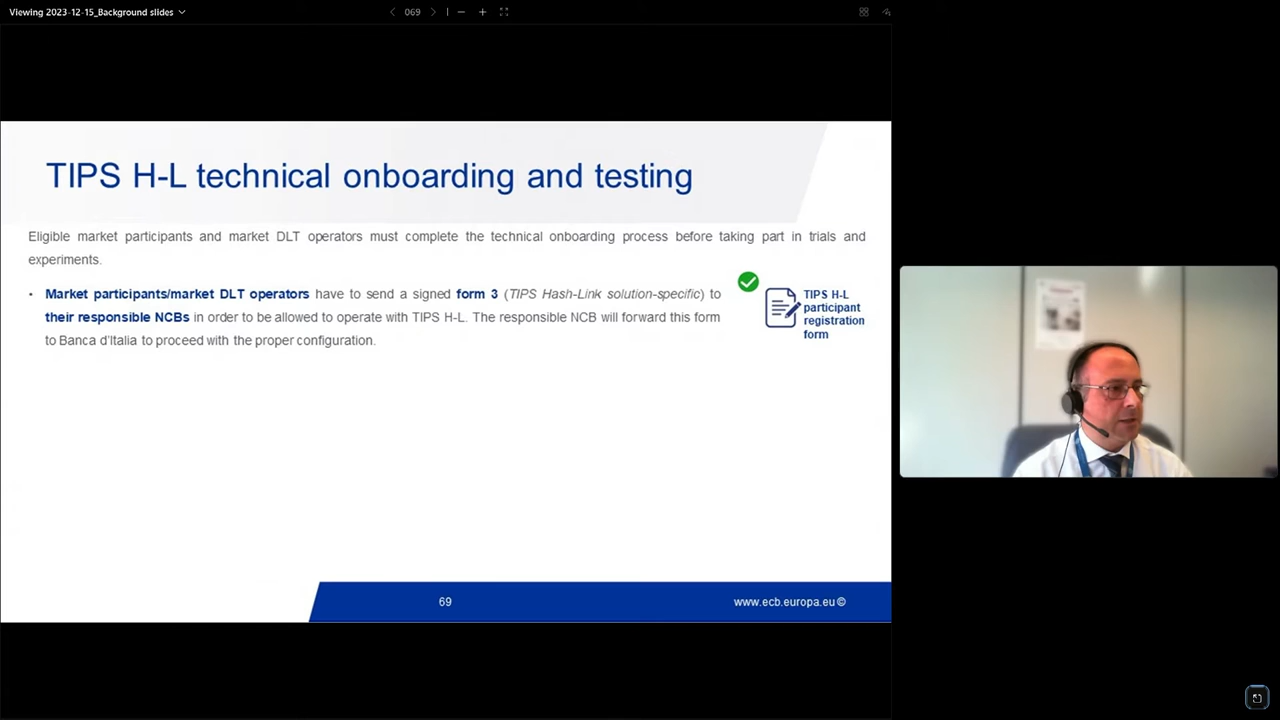 Viewing 2023-12-15_Background slides
069
TIPS H-L technical onboarding and testing
Eligible market participants and market DLT operators must complete the technical onboarding process before taking part in trials and
experiments.
• Market participants/market DLT operators have to send a signed form 3 (TIPS Hash-Link solution-specific) to
their responsible NCBs in order to be allowed to operate with TIPS H-L. The responsible NCB will forward this form
to Banca d'Italia to proceed with the proper configuration.
TIPS H-L
participant
registration
form
69
www.ecb.europa.eu ©